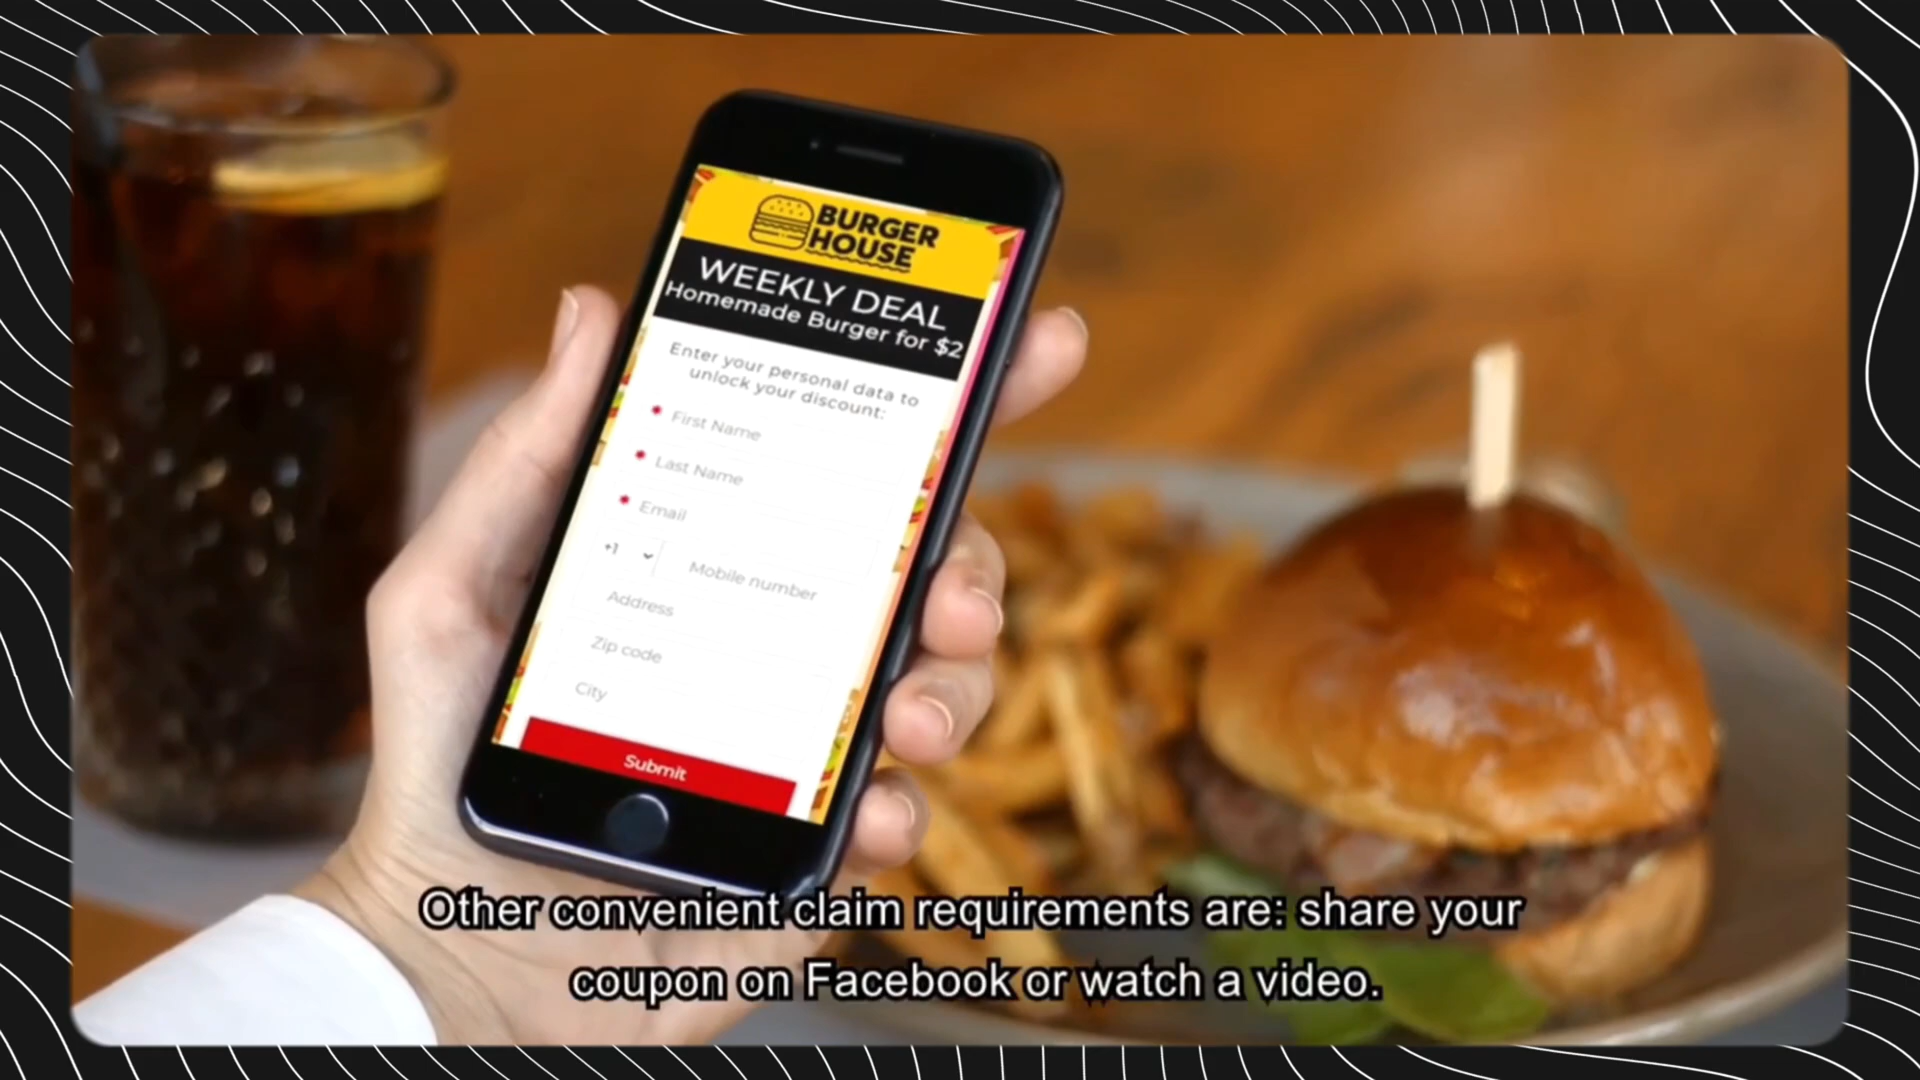 BURGER
HOUSE
WEEKLY DEAL
Homemade Burger for $2
Enter your personal data to
unlock your discount:
* First Name
* Last Name
* Email
+1 Mobile number
Address
Zip code
City
Submit
Other convenient claim requirements are: share your
coupon on Facebook or watch a video.